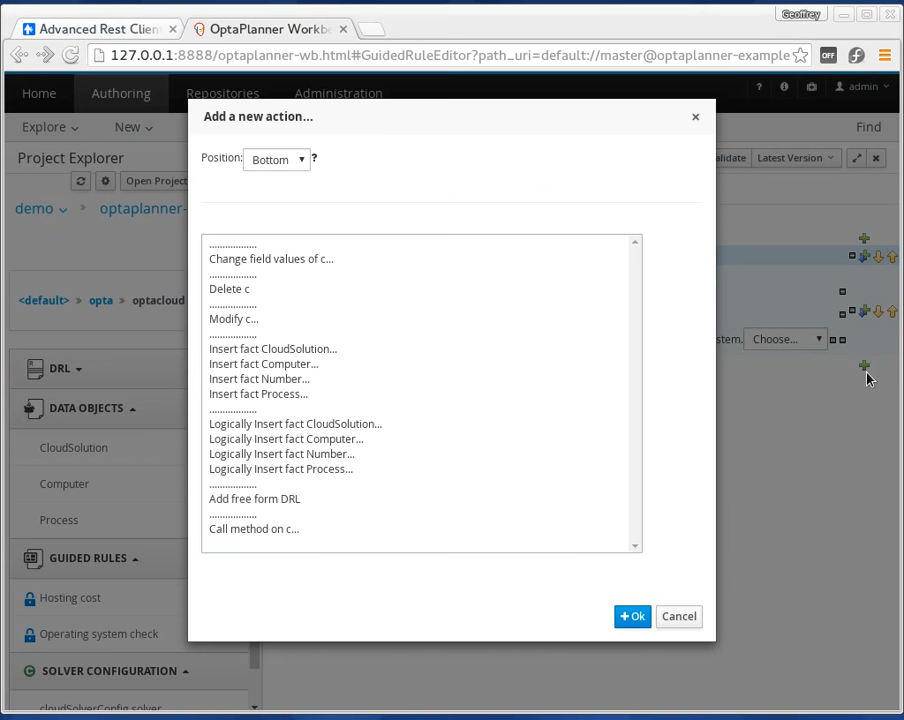 Geoffrey
Advanced Rest Clien
OptaPlanner Workbe
127.0.0.1:8888/optaplanner-wb.html#GuidedRuleEditor?path_uri=default://master@optaplanner-example
OFF
Home
Authoring
Repositories
Administration
?
admin
Explore
New
Find
Project Explorer
Open Project
alidate
Latest Version
demo
optaplanner-
<default>
»
opta
»
optacloud
DRL
DATA OBJECTS
CloudSolution
Computer
Process
GUIDED RULES
Hosting cost
Operating system check
SOLVER CONFIGURATION
cloudSolverConfig.solver
stem.
Choose...
Add a new action...
×
Position:
Bottom
?
..................
Change field values of c...
..................
Delete c
..................
Modify c...
..................
Insert fact CloudSolution...
Insert fact Computer...
Insert fact Number...
Insert fact Process...
..................
Logically Insert fact CloudSolution...
Logically Insert fact Computer...
Logically Insert fact Number...
Logically Insert fact Process...
..................
Add free form DRL
..................
Call method on c...
+ Ok
Cancel